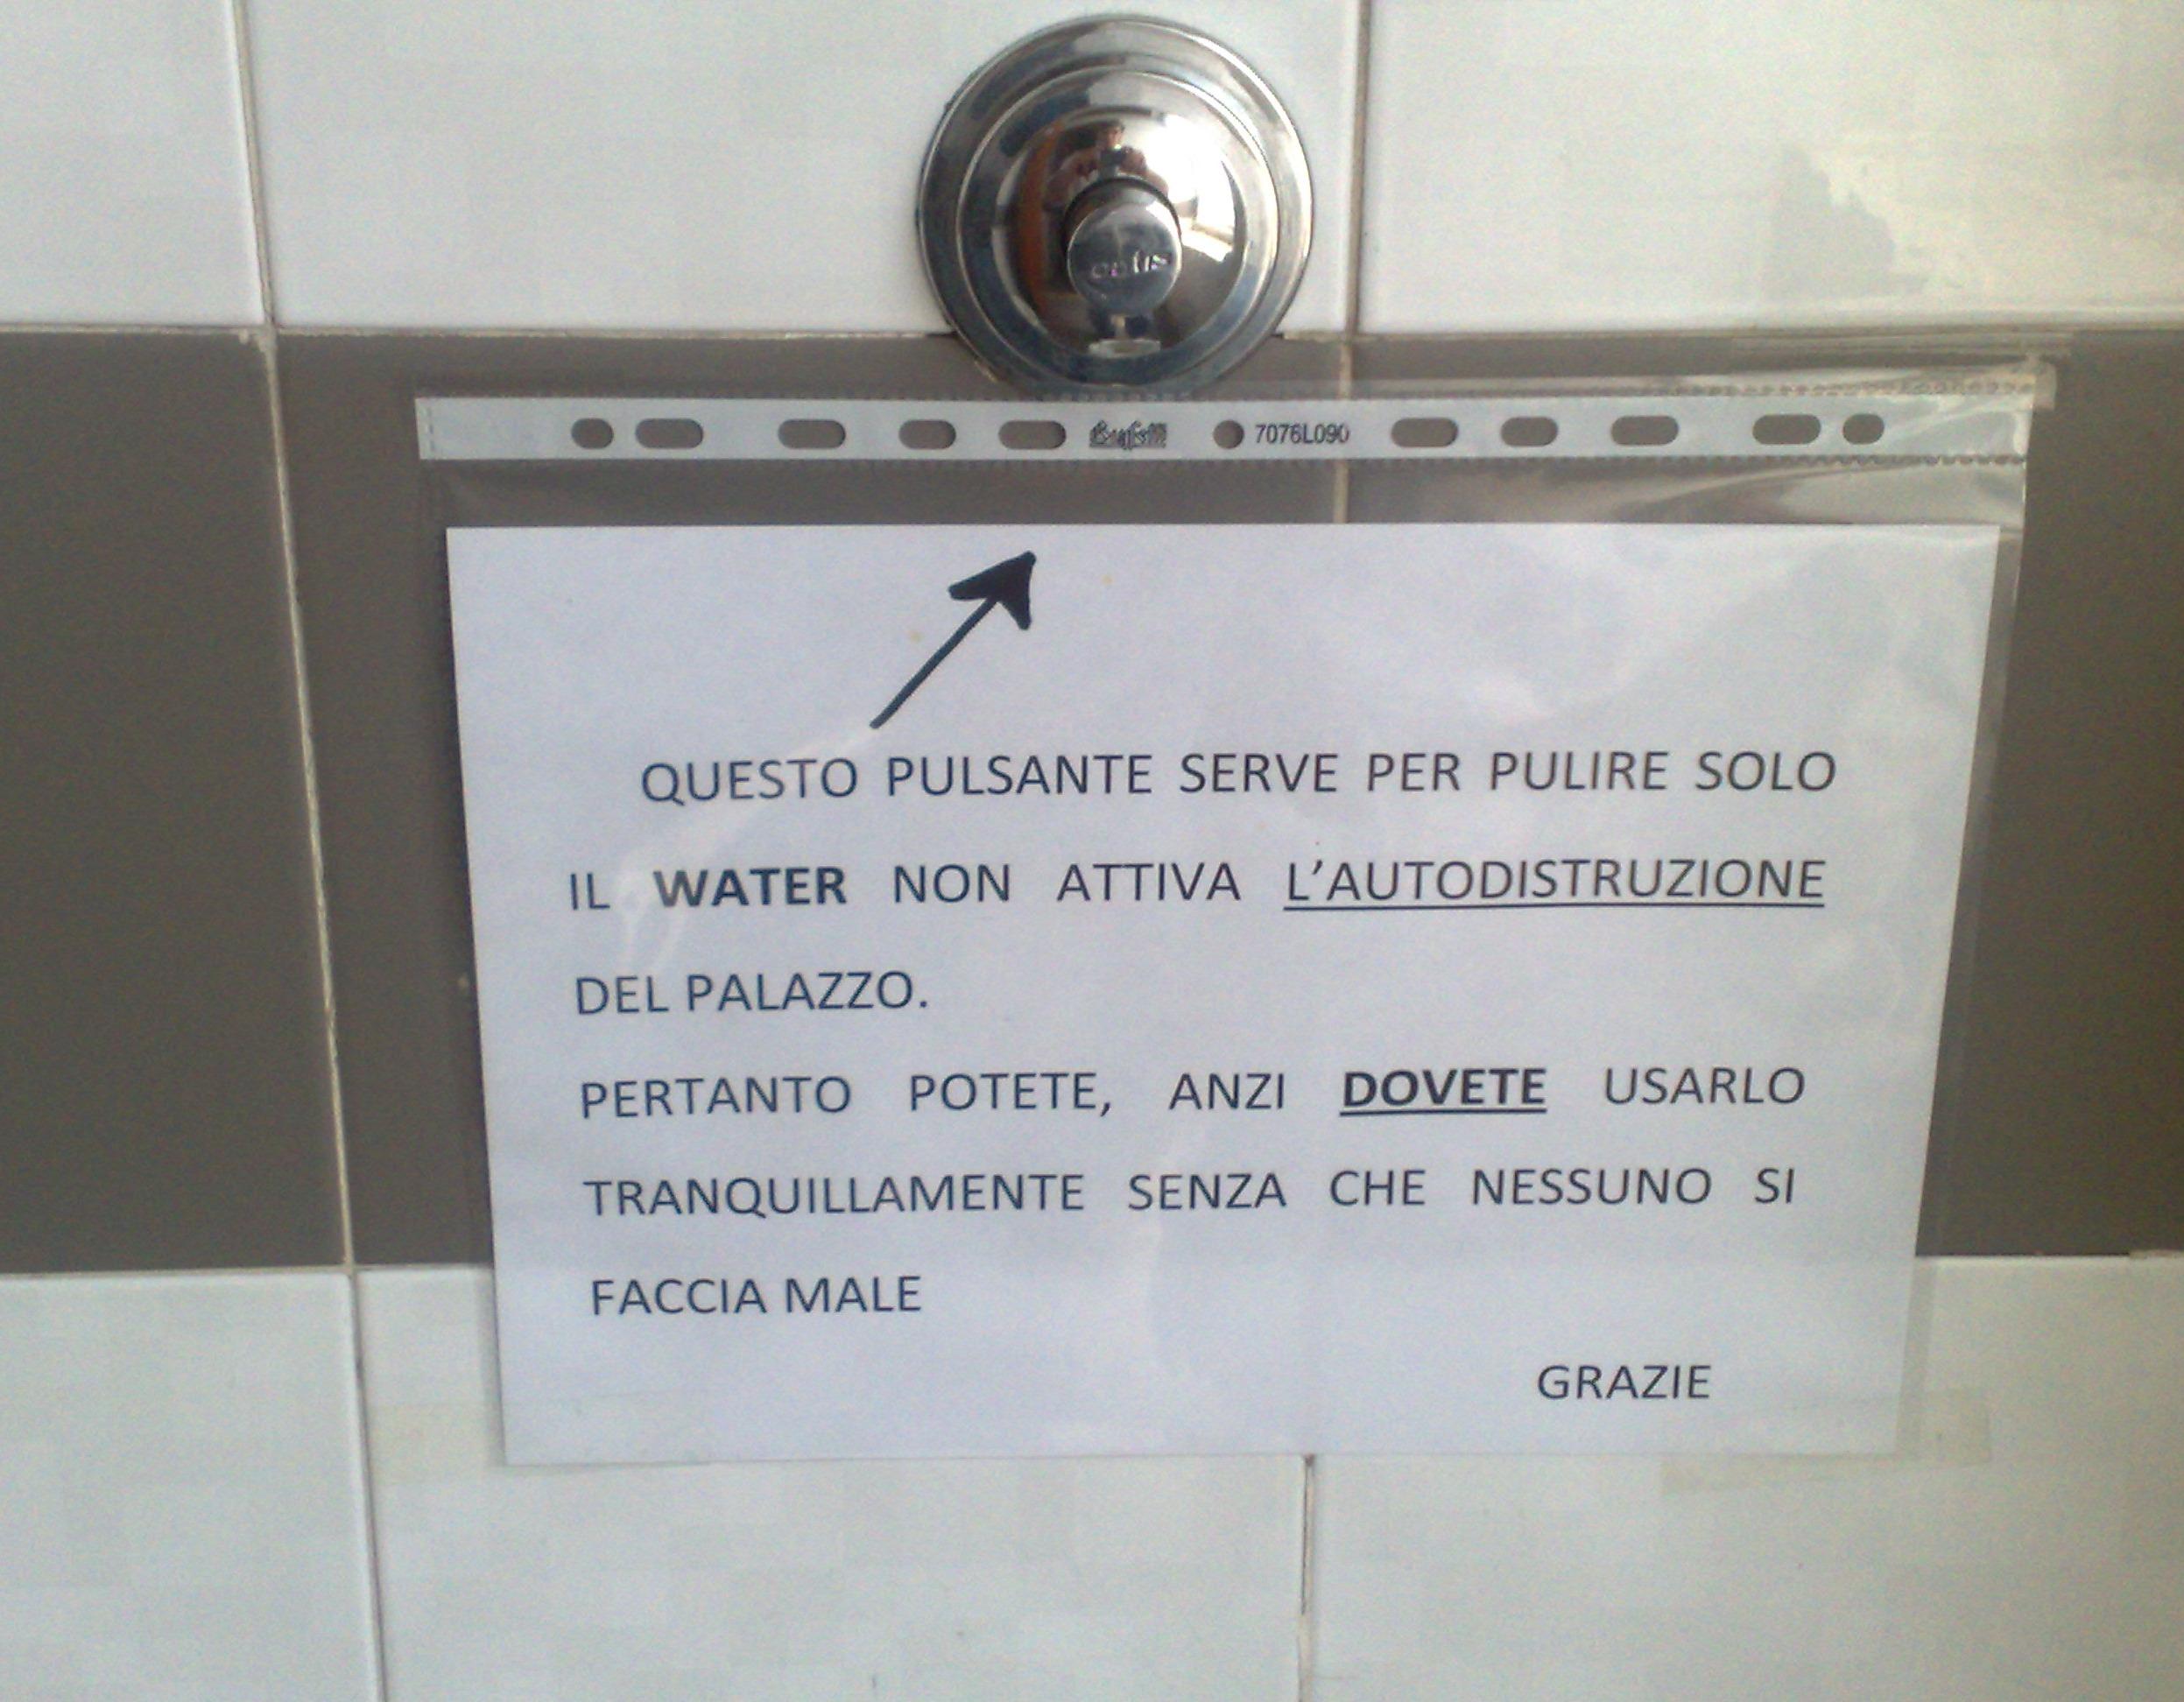 7076L090
QUESTO PULSANTE SERVE PER PULIRE SOLO
IL WATER NON ATTIVA L'AUTODISTRUZIONE
DEL PALAZZO.
PERTANTO POTETE, ANZI DOVETE USARLO
TRANQUILLAMENTE SENZA CHE NESSUNO SI
FACCIA MALE
GRAZIE